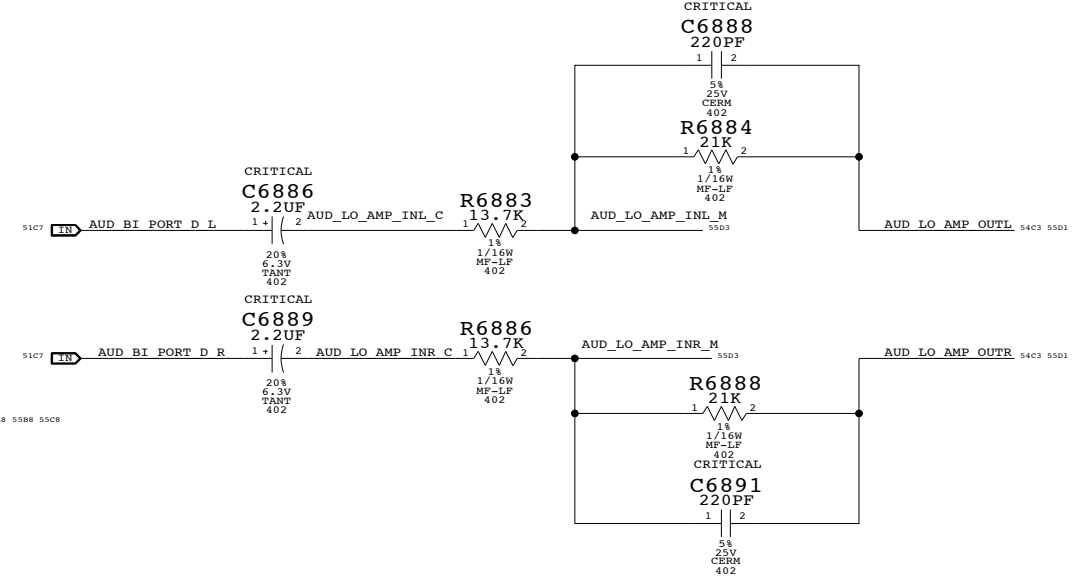 CRITICAL
C6888
220PF
1 2
5%
25V
CERM
402
R6884
21K
1 2
1%
1/16W
MF-LF
402
CRITICAL
C6886
2.2UF
1 + 2
20%
6.3V
TANT
402
51C7 IN AUD_BI_PORT_D_L
AUD_LO_AMP_INL_C
R6883
13.7K
1 2
1%
1/16W
MF-LF
402
AUD_LO_AMP_INL_M
55D3
AUD_LO_AMP_OUTL 54C3 55D1
CRITICAL
C6889
2.2UF
1 + 2
20%
6.3V
TANT
402
51C7 IN AUD_BI_PORT_D_R
AUD_LO_AMP_INR_C
R6886
13.7K
1 2
1%
1/16W
MF-LF
402
AUD_LO_AMP_INR_M
55D3
AUD_LO_AMP_OUTR 54C3 55D1
R6888
21K
1 2
1%
1/16W
MF-LF
402
CRITICAL
C6891
220PF
1 2
5%
25V
CERM
402
55B8 55C8